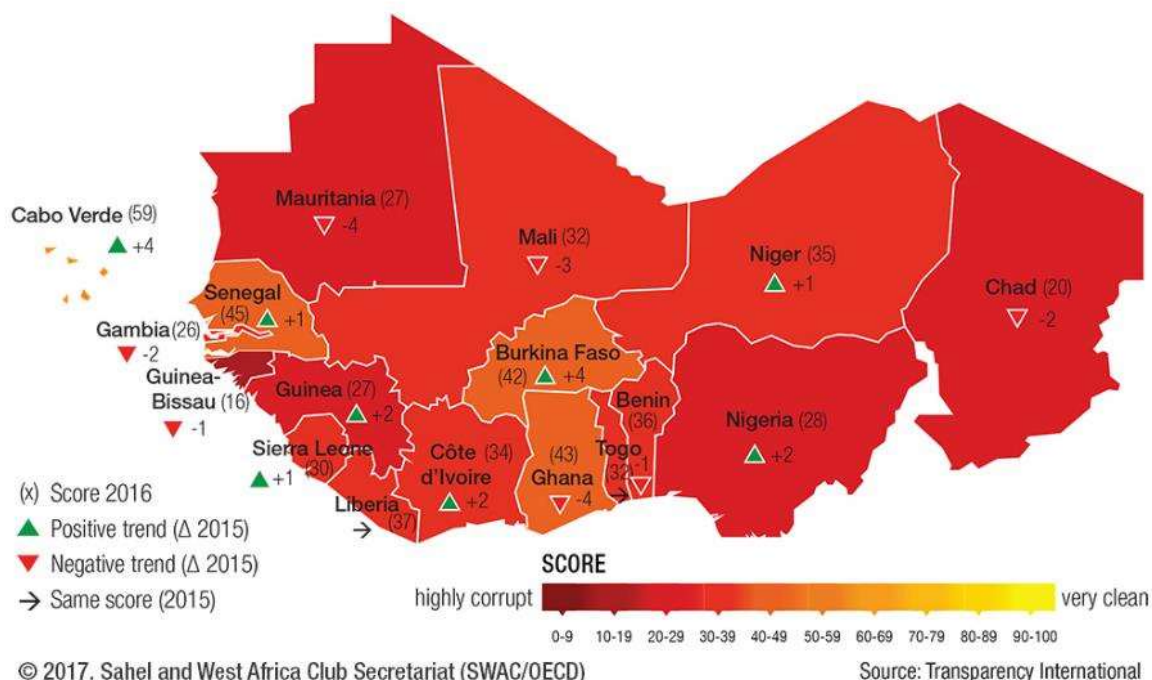 Mauritania (27)
-4
Cabo Verde (59)
+4
Mali (32)
-3
Niger (35)
+1
Chad (20)
-2
Senegal
(45) +1
Gambia (26)
-2
Burkina Faso
(42) +4
Guinea-
Bissau (16)
-1
Guinea (27)
+2
Benin
(36)
-1
Nigeria (28)
+2
Sierra Leone
(30)
+1
Côte (34)
d'Ivoire
+2
(43)
Ghana
-4
Togo
(32)
Liberia
(37)
→
(x) Score 2016
▲ Positive trend (Δ 2015)
▼ Negative trend (Δ 2015)
→ Same score (2015)
SCORE
highly corrupt very clean
0-9 10-19 20-29 30-39 40-49 50-59 60-69 70-79 80-89 90-100
© 2017. Sahel and West Africa Club Secretariat (SWAC/OECD) Source: Transparency International